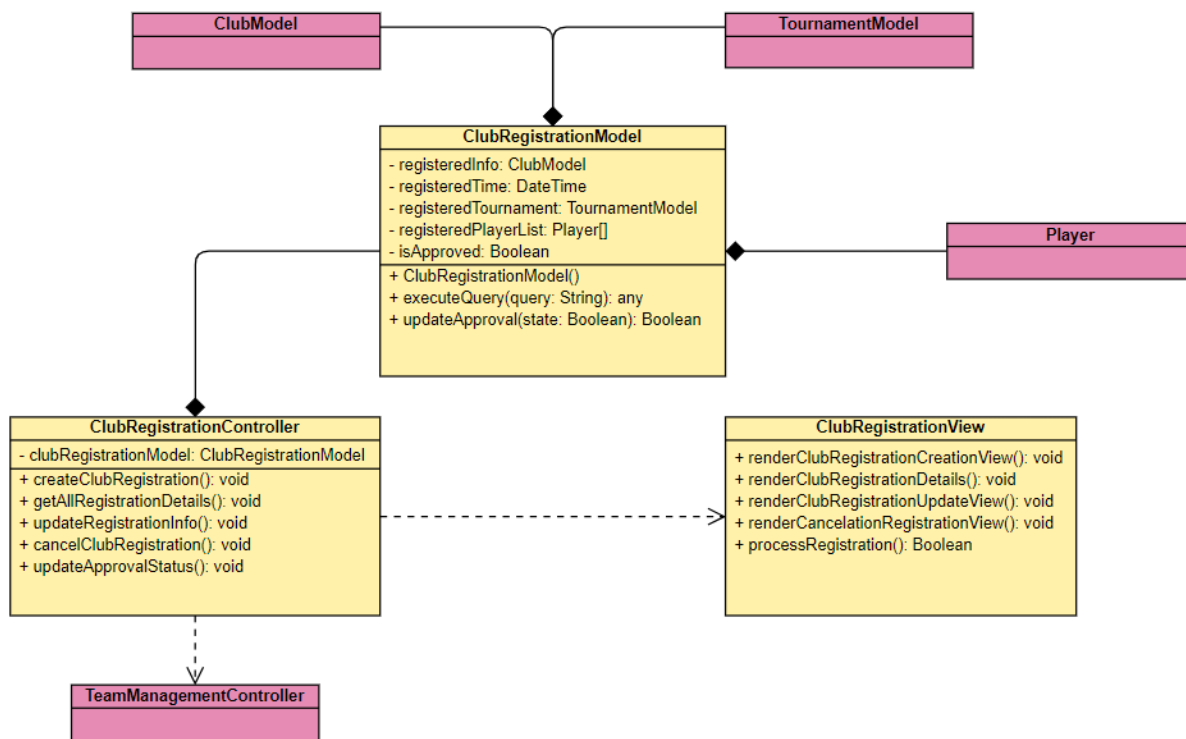 ClubModel
TournamentModel
ClubRegistrationModel
- registeredInfo: ClubModel
- registeredTime: DateTime
- registeredTournament: TournamentModel
- registeredPlayerList: Player[]
- isApproved: Boolean
+ ClubRegistrationModel()
+ executeQuery(query: String): any
+ updateApproval(state: Boolean): Boolean
Player
ClubRegistrationController
- clubRegistrationModel: ClubRegistrationModel
+ createClubRegistration(): void
+ getAllRegistrationDetails(): void
+ updateRegistrationInfo(): void
+ cancelClubRegistration(): void
+ updateApprovalStatus(): void
ClubRegistrationView
+ renderClubRegistrationCreationView(): void
+ renderClubRegistrationDetails(): void
+ renderClubRegistrationUpdateView(): void
+ renderCancelationRegistrationView(): void
+ processRegistration(): Boolean
TeamManagementController